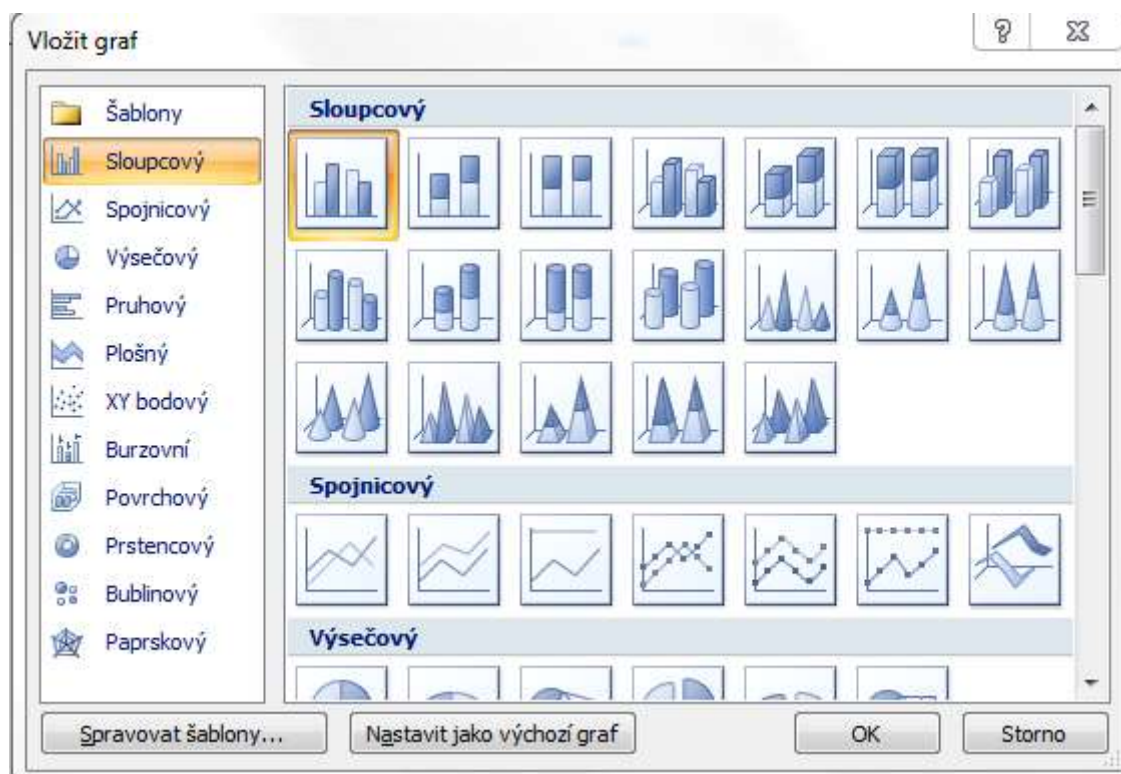 Vložit graf
Šablony
Sloupcový
Spojnicový
Výsečový
Pruhový
Plošný
XY bodový
Burzovní
Povrchový
Prstencový
Bublinový
Paprskový
Sloupcový
Spojnicový
Výsečový
Spravovat šablony...
Nastavit jako výchozí graf
OK
Storno